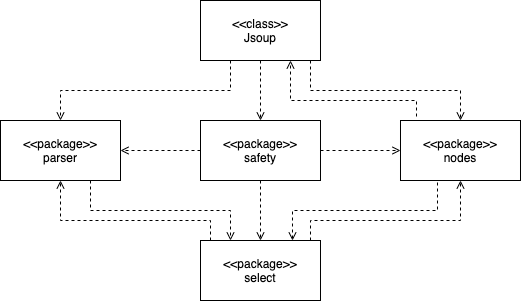 <<class>>
Jsoup
<<package>>
parser
<<package>>
safety
<<package>>
nodes
<<package>>
select